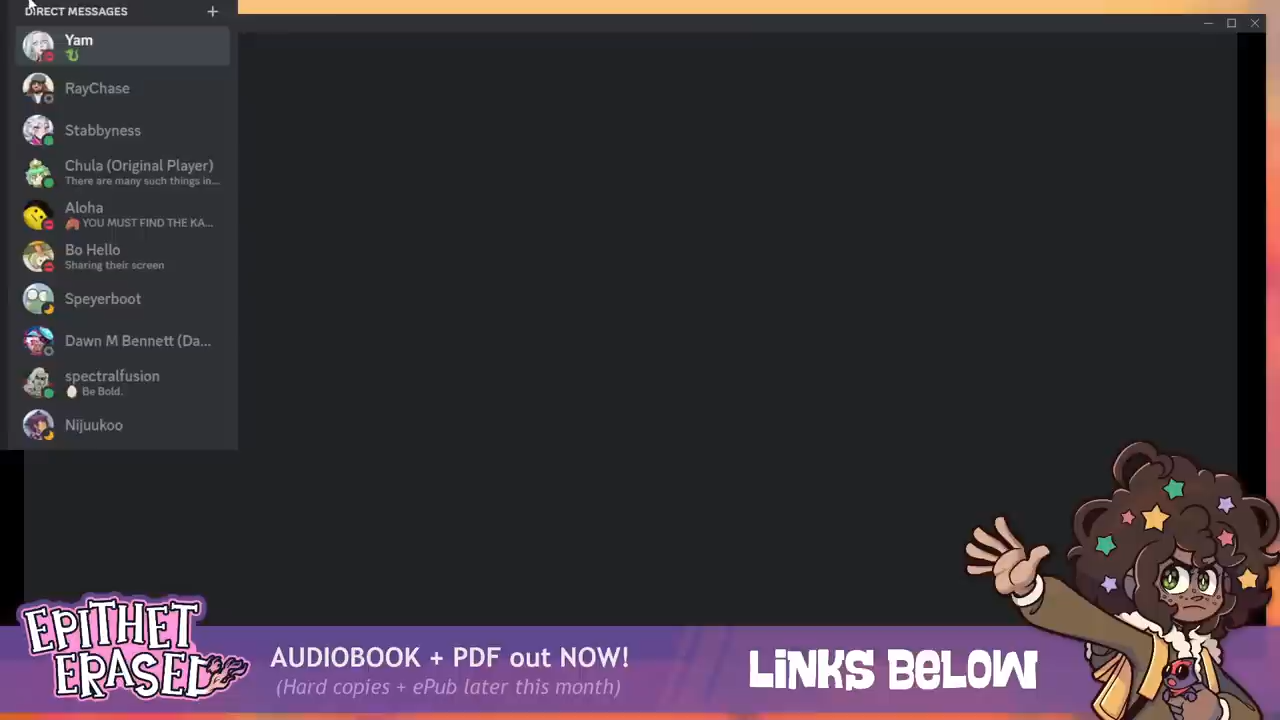 DIRECT MESSAGES
Yam
RayChase
Stabbyness
Chula (Original Player)
There are many such things in...
Aloha
YOU MUST FIND THE KA...
Bo Hello
Sharing their screen
Speyerboot
Dawn M Bennett (Da...
spectralfusion
Be Bold.
Nijuukoo
EPITHET
ERASED
AUDIOBOOK + PDF out NOW!
(Hard copies + ePub later this month)
LINKS BELOW